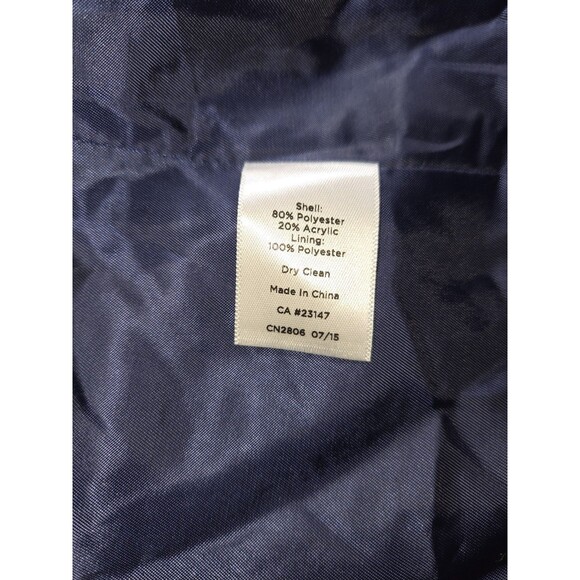 Shell:
80% Polyester
20% Acrylic
Lining:
100% Polyester
Dry Clean
Made In China
CA #23147
CN2806 07/15